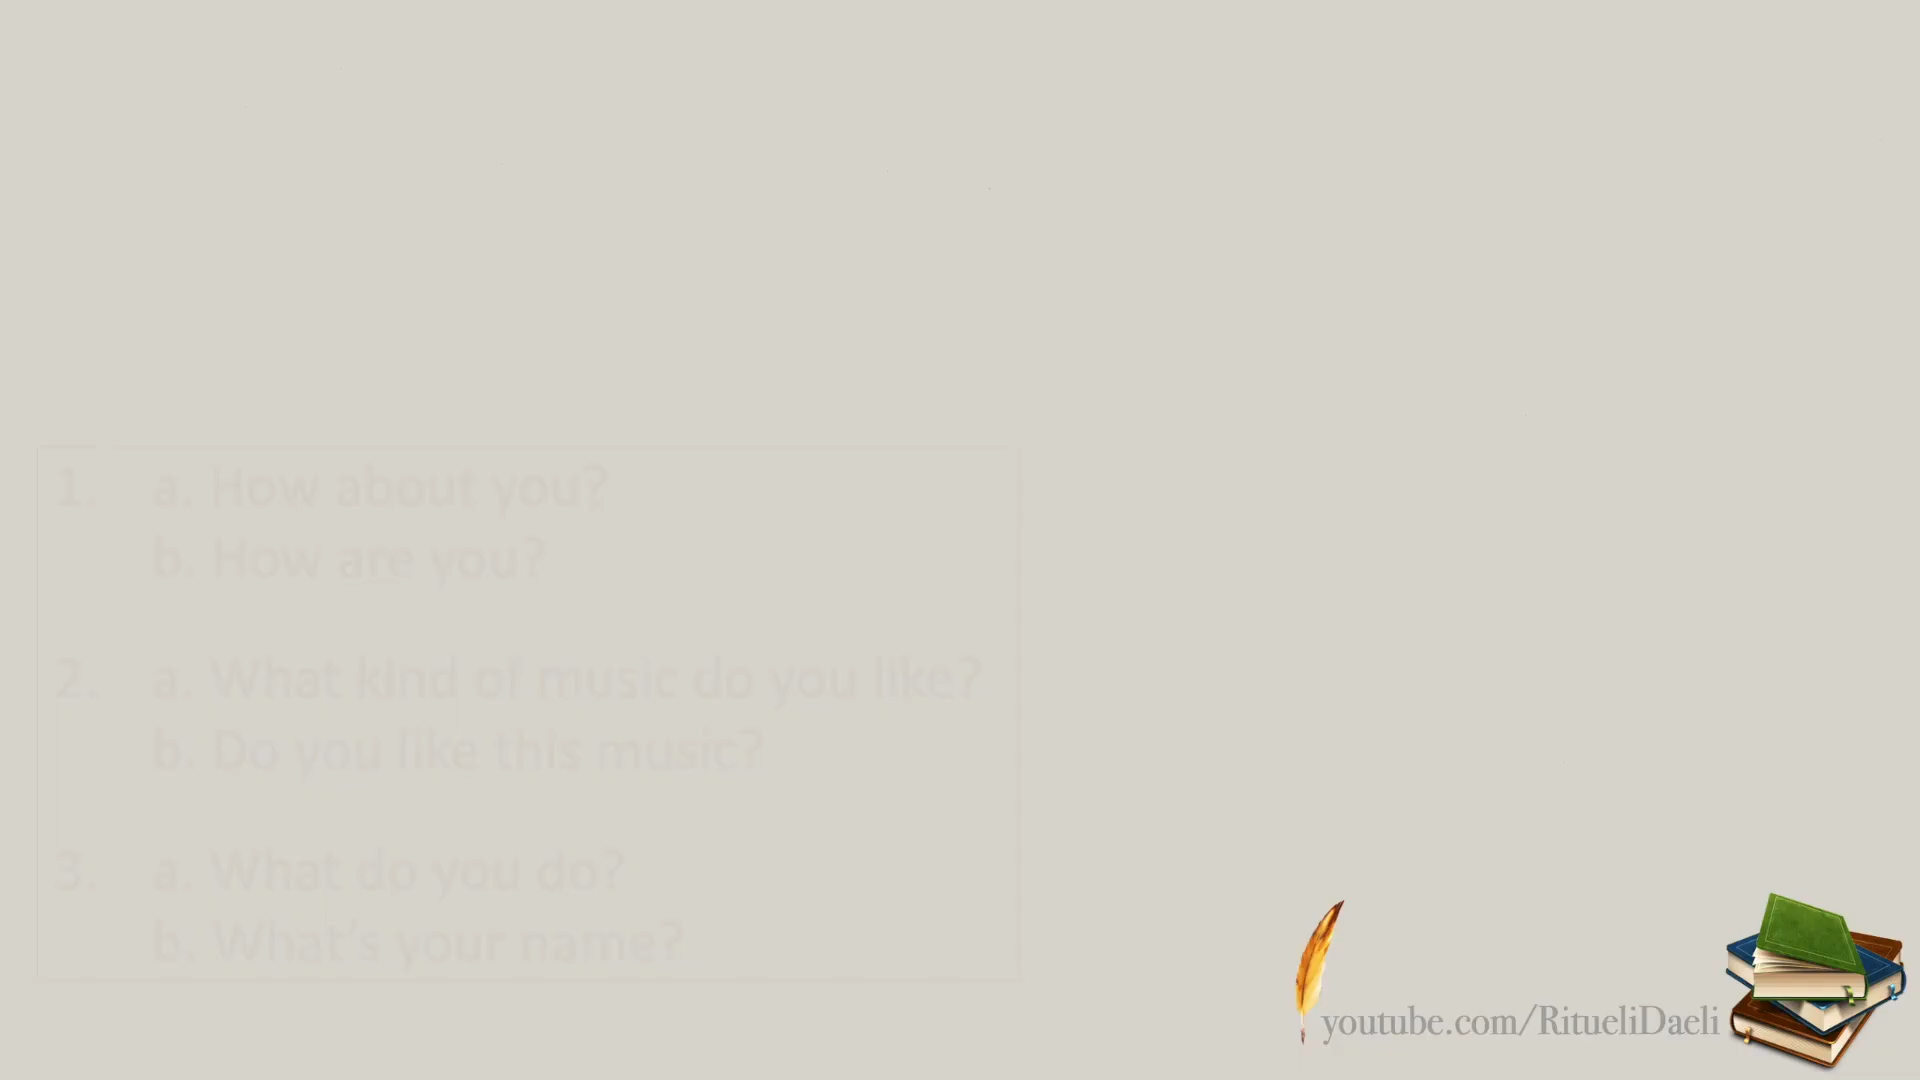 1. a. How about you?
b. How are you?
2. a. What kind of music do you like?
b. Do you like this music?
3. a. What do you do?
b. What's your name?
youtube.com/RitueliDaeli